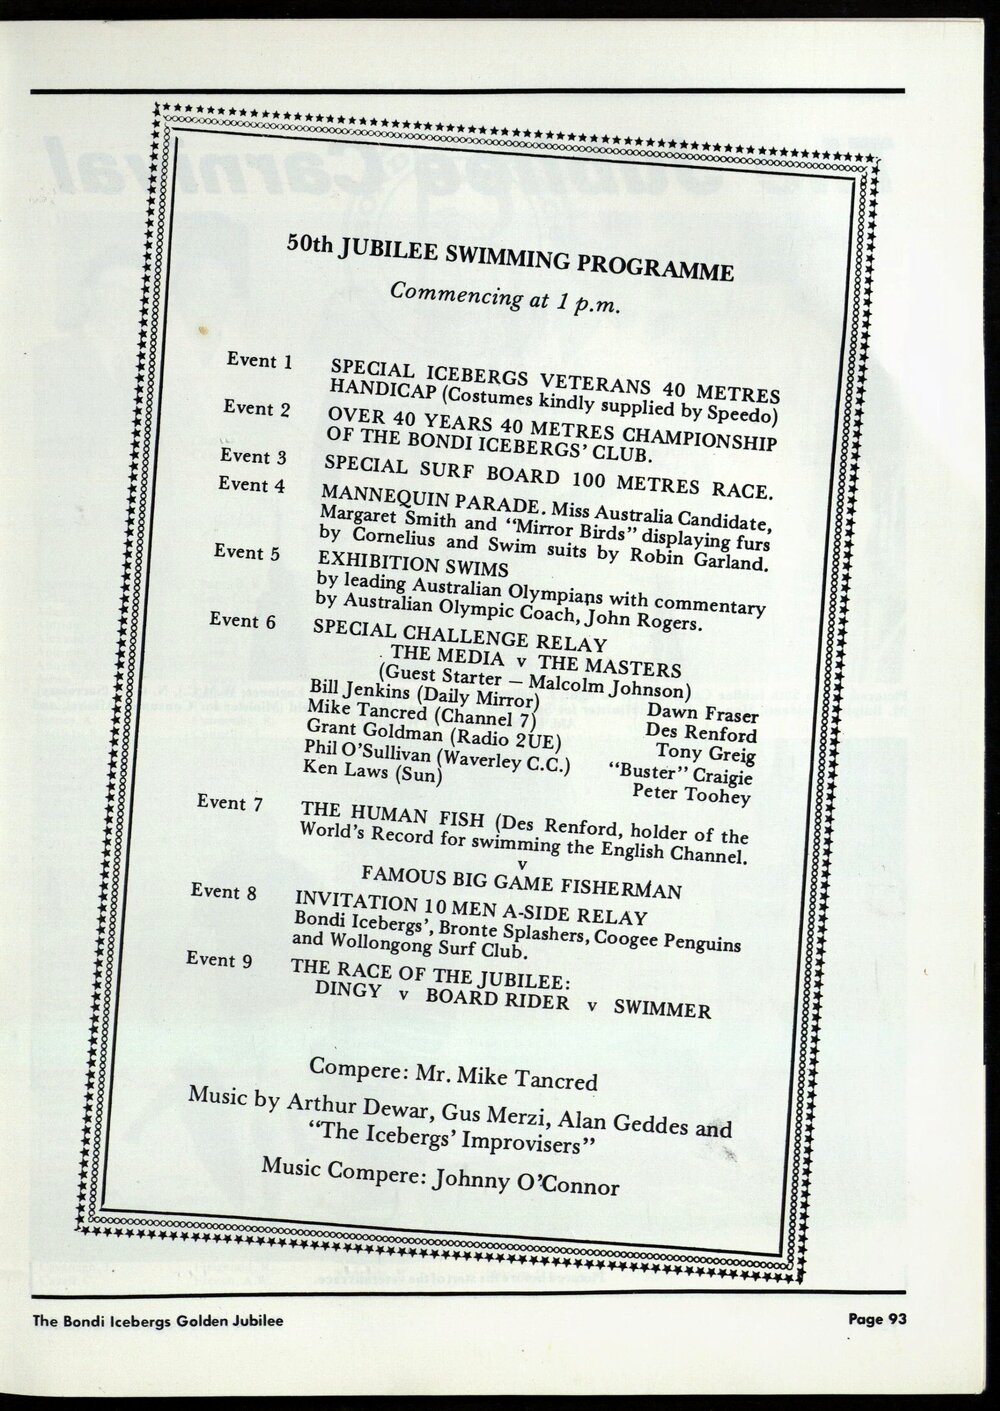 50th JUBILEE SWIMMING PROGRAMME
Commencing at 1 p.m.
Event 1 SPECIAL ICEBERGS VETERANS 40 METRES
HANDICAP (Costumes kindly supplied by Speedo)
Event 2 OVER 40 YEARS 40 METRES CHAMPIONSHIP
OF THE BONDI ICEBERGS' CLUB.
Event 3 SPECIAL SURF BOARD 100 METRES RACE.
Event 4 MANNEQUIN PARADE. Miss Australia Candidate,
Margaret Smith and "Mirror Birds" displaying furs
by Cornelius and Swim suits by Robin Garland.
Event 5 EXHIBITION SWIMS
by leading Australian Olympians with commentary
by Australian Olympic Coach, John Rogers.
Event 6 SPECIAL CHALLENGE RELAY
THE MEDIA v THE MASTERS
(Guest Starter – Malcolm Johnson)
Bill Jenkins (Daily Mirror) Dawn Fraser
Mike Tancred (Channel 7) Des Renford
Grant Goldman (Radio 2UE) Tony Greig
Phil O'Sullivan (Waverley C.C.) "Buster" Craigie
Ken Laws (Sun) Peter Toohey
Event 7 THE HUMAN FISH (Des Renford, holder of the
World's Record for swimming the English Channel.
v
FAMOUS BIG GAME FISHERMAN
Event 8 INVITATION 10 MEN A-SIDE RELAY
Bondi Icebergs', Bronte Splashers, Coogee Penguins
and Wollongong Surf Club.
Event 9 THE RACE OF THE JUBILEE:
DINGY v BOARD RIDER v SWIMMER
Compere: Mr. Mike Tancred
Music by Arthur Dewar, Gus Merzi, Alan Geddes and
"The Icebergs' Improvisers"
Music Compere: Johnny O'Connor
The Bondi Icebergs Golden Jubilee Page 93